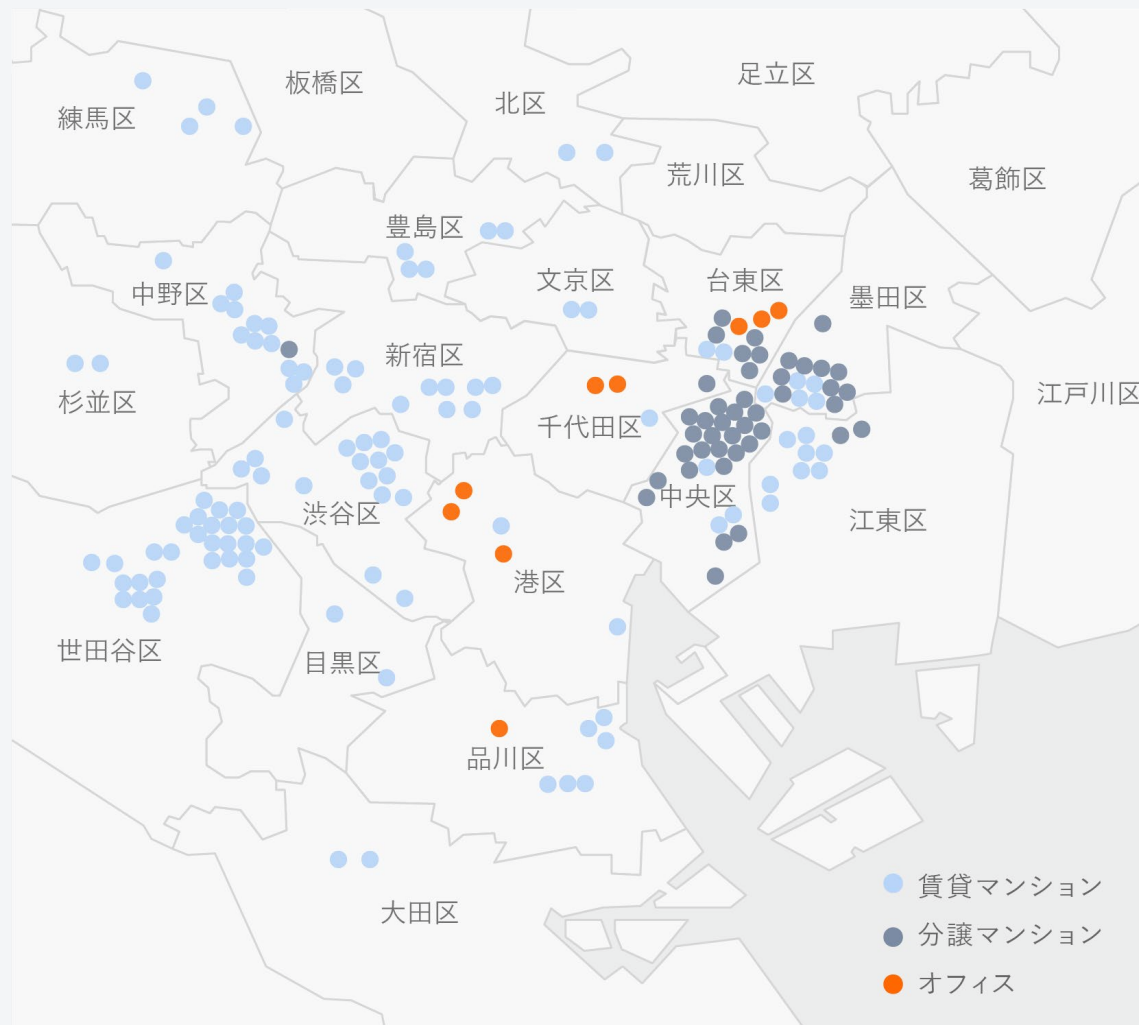 足立区
板橋区
北区
練馬区
荒川区
葛飾区
豊島区
文京区
台東区
中野区
墨田区
新宿区
江戸川区
杉並区
千代田区
中央区
渋谷区
江東区
港区
世田谷区
目黒区
品川区
大田区
賃貸マンション
分譲マンション
オフィス